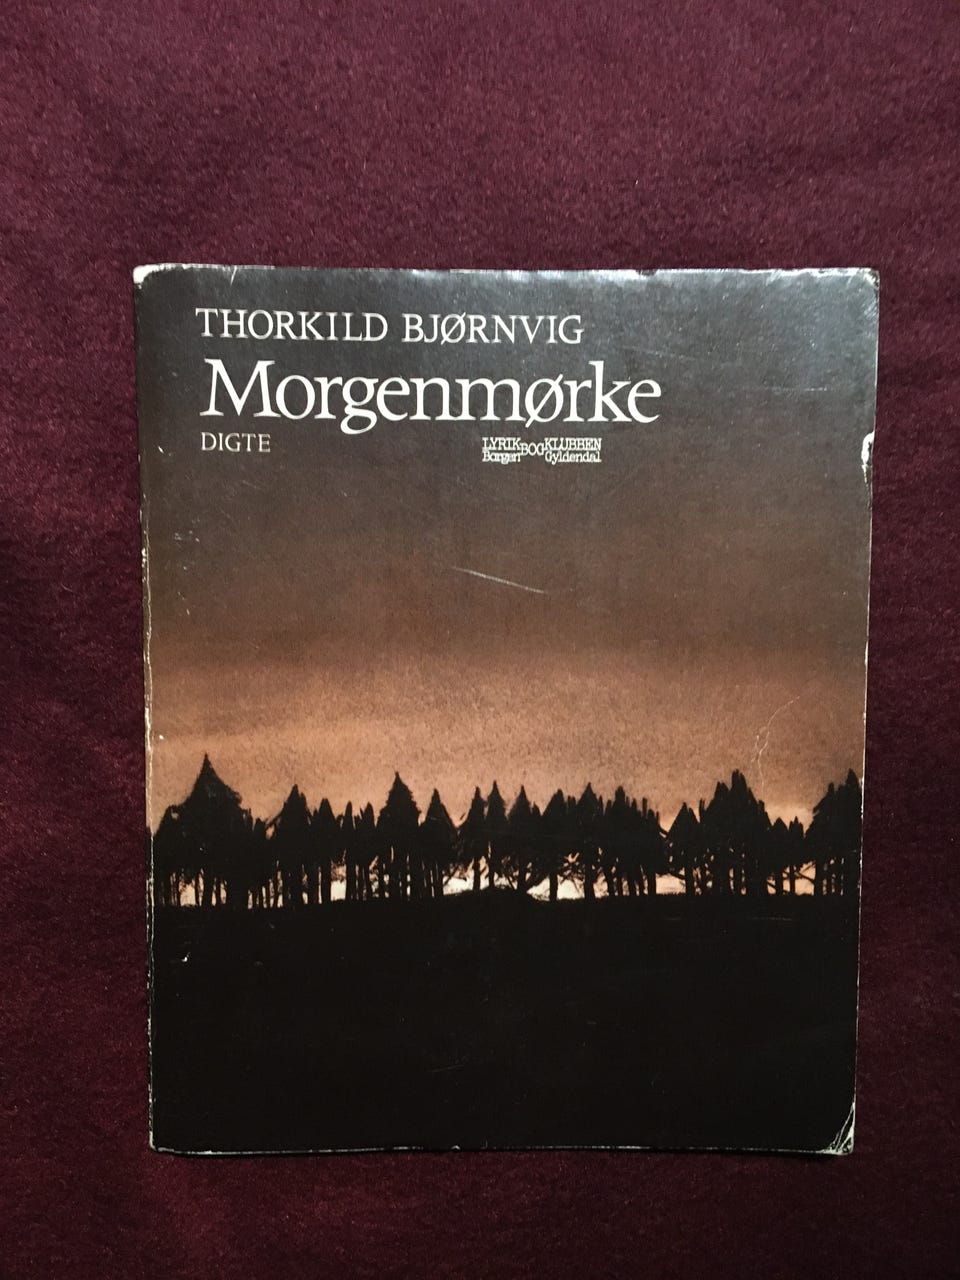 THORKILD BJØRNVIG
Morgenmørke
DIGTE
LYRIK BOG KLUBBEN
Borgen Gyldendal